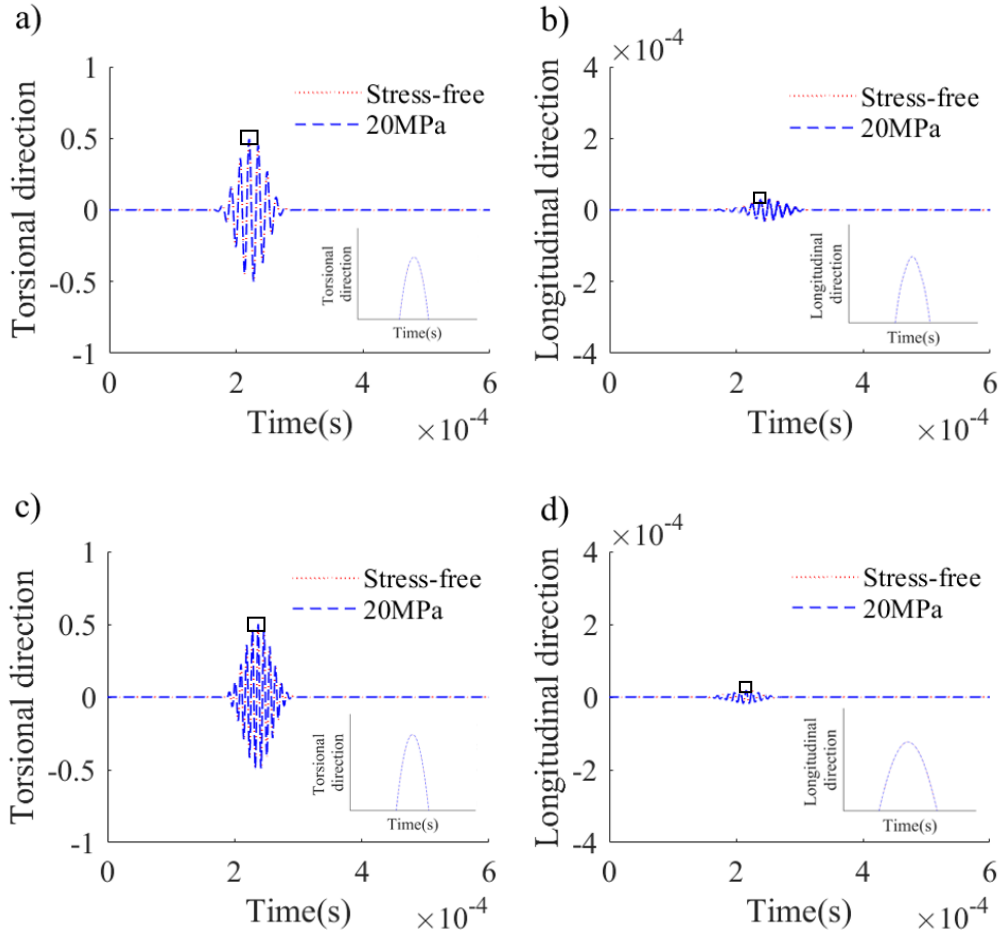 a)
Torsional direction
1
0.5
0
-0.5
-1
Stress-free
20MPa
Torsional
direction
Time(s)
0
2
4
6
Time(s)
×10-4
b)
×10-4
Longitudinal direction
4
2
0
-2
-4
Stress-free
20MPa
Longitudinal
direction
Time(s)
0
2
4
6
Time(s)
×10-4
c)
Torsional direction
1
0.5
0
-0.5
-1
Stress-free
20MPa
Torsional
direction
Time(s)
0
2
4
6
Time(s)
×10-4
d)
×10-4
Longitudinal direction
4
2
0
-2
-4
Stress-free
20MPa
Longitudinal
direction
Time(s)
0
2
4
6
Time(s)
×10-4